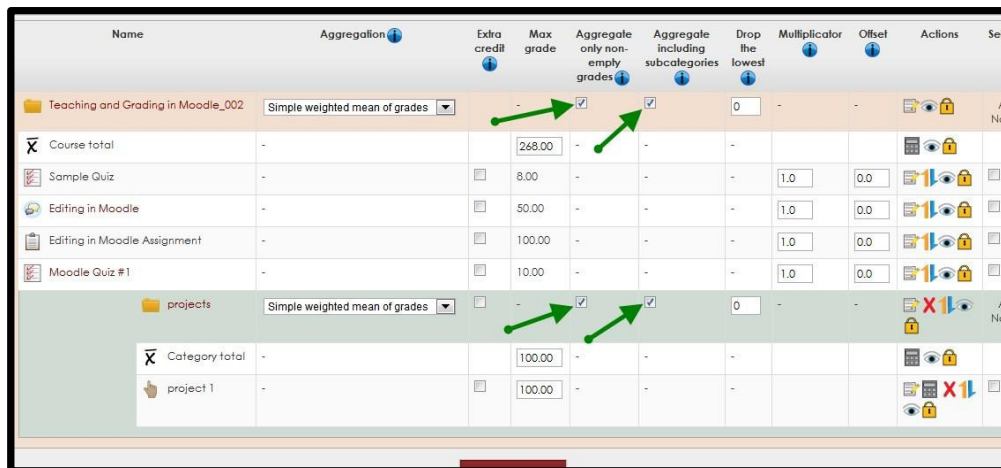 Name Aggregation Extra credit Max grade Aggregate only non-empty grades Aggregate including subcategories Drop the lowest Multiplicator Offset Actions
Teaching and Grading in Moodle_002 Simple weighted mean of grades - 0 - -
Course total - 268.00 - - -
Sample Quiz - 8.00 - - - 1.0 0.0
Editing in Moodle - 50.00 - - - 1.0 0.0
Editing in Moodle Assignment - 100.00 - - - 1.0 0.0
Moodle Quiz #1 - 10.00 - - - 1.0 0.0
projects Simple weighted mean of grades - 0 - -
Category total - 100.00 - - -
project 1 - 100.00 - - -